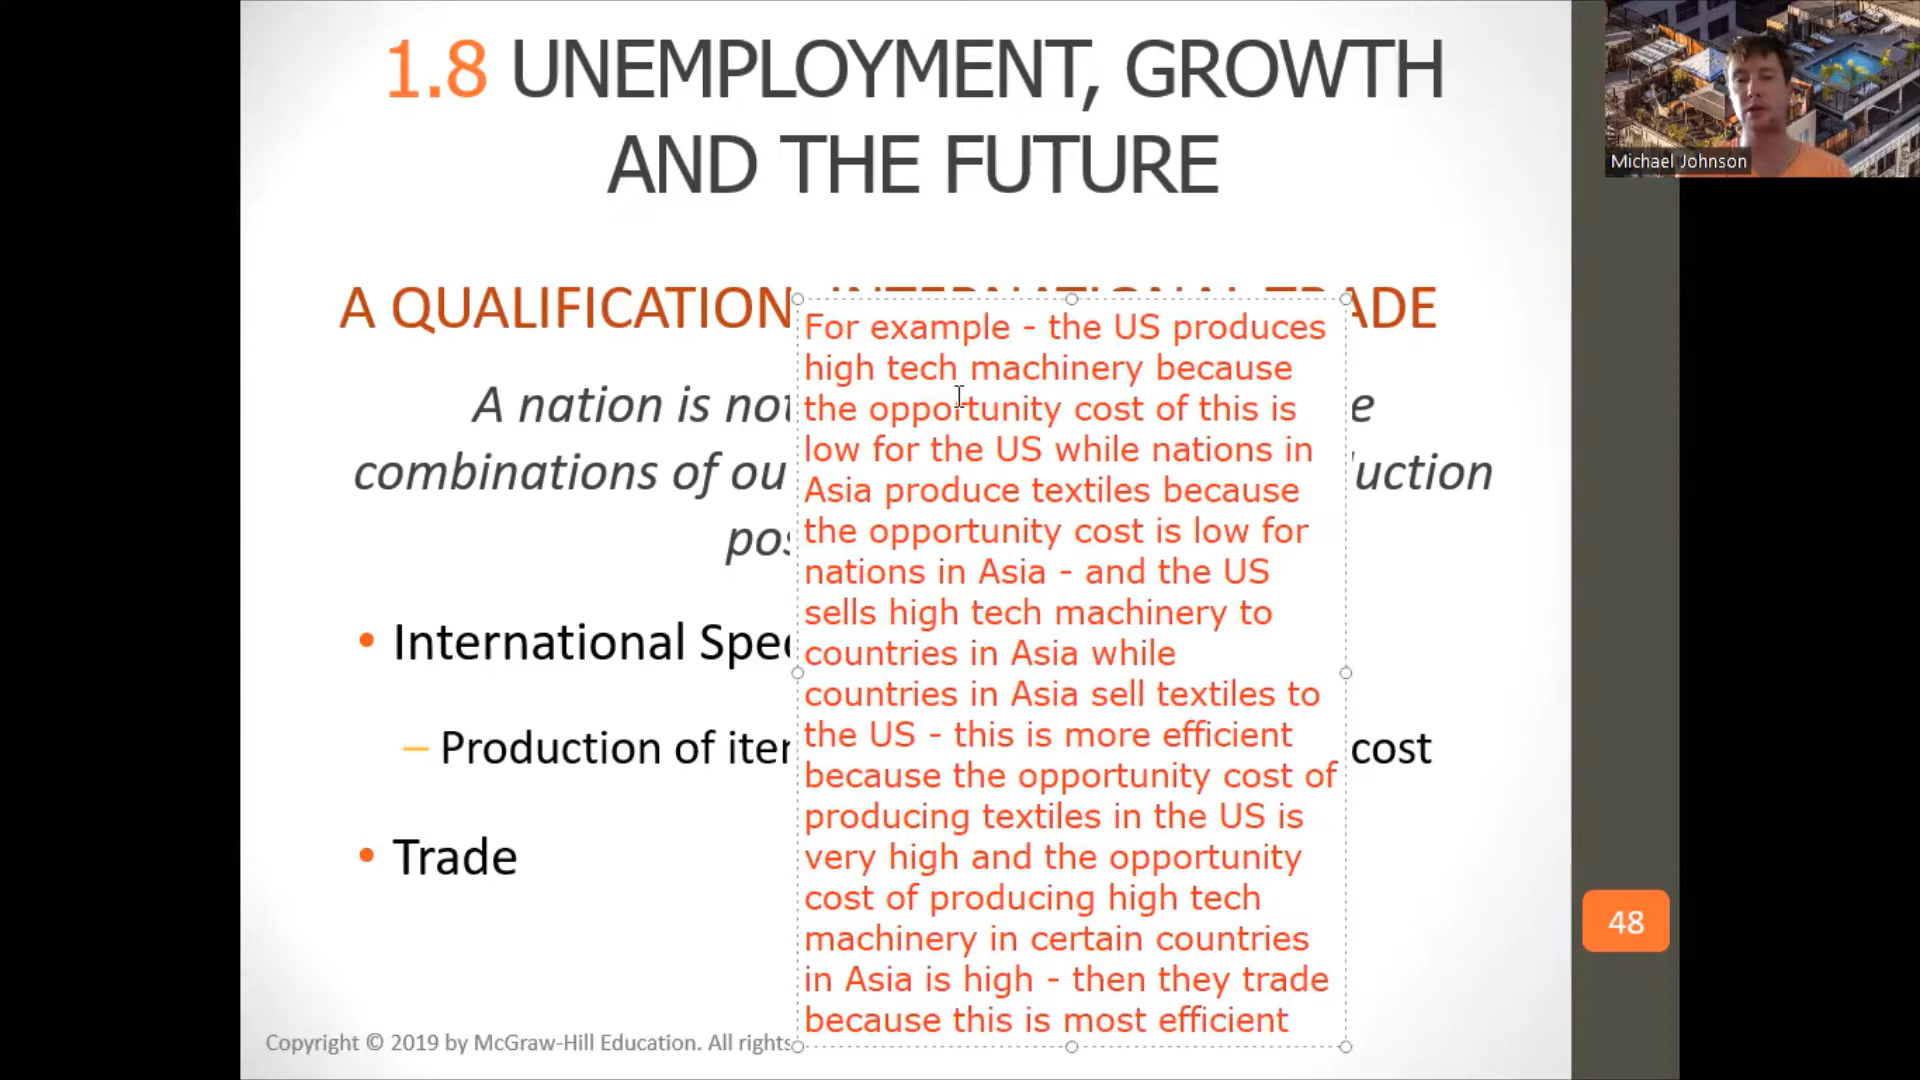 1.8 UNEMPLOYMENT, GROWTH
AND THE FUTURE
Michael Johnson
A QUALIFICATION INTERNATIONAL TRADE
A nation is not e
combinations of ou uction
pos
• International Spec
– Production of iter cost
• Trade
For example - the US produces
high tech machinery because
the opportunity cost of this is
low for the US while nations in
Asia produce textiles because
the opportunity cost is low for
nations in Asia - and the US
sells high tech machinery to
countries in Asia while
countries in Asia sell textiles to
the US - this is more efficient
because the opportunity cost of
producing textiles in the US is
very high and the opportunity
cost of producing high tech
machinery in certain countries
in Asia is high - then they trade
because this is most efficient
48
Copyright © 2019 by McGraw-Hill Education. All rights